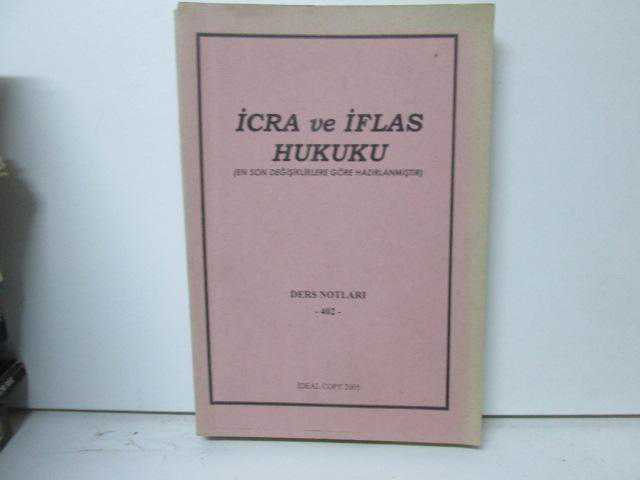 İCRA ve İFLAS
HUKUKU
(EN SON DEĞİŞİKLİKLERE GÖRE HAZIRLANMIŞTIR)
DERS NOTLARI
- 402 -
İDEAL COPY 2005